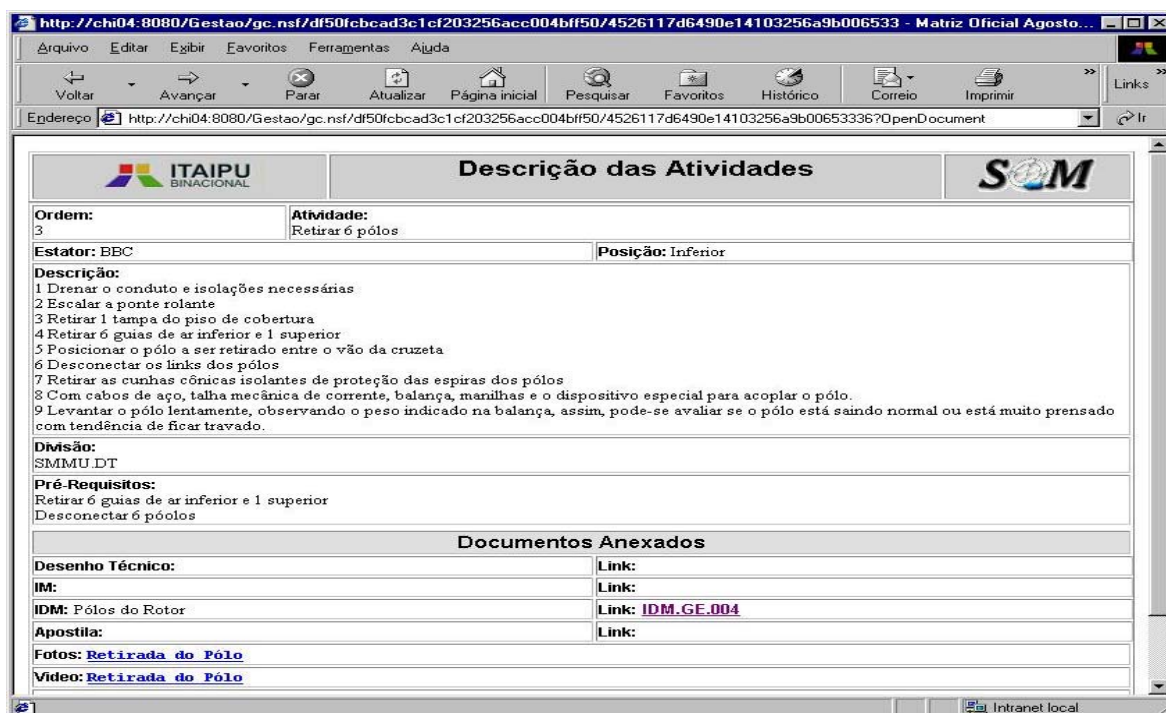 http://chi04:8080/Gestao/gc.nsf/df50fcbcad3c1cf203256acc004bff50/4526117d6490e14103256a9b006533 - Matriz Oficial Agosto...
Arquivo Editar Exibir Favoritos Ferramentas Ajuda
Voltar Avançar Parar Atualizar Página inicial Pesquisar Favoritos Histórico Correio Imprimir » Links »
Endereço http://chi04:8080/Gestao/gc.nsf/df50fcbcad3c1cf203256acc004bff50/4526117d6490e14103256a9b00653336?OpenDocument Ir
ITAIPU
BINACIONAL
Descrição das Atividades
SOM
Ordem:
3
Atividade:
Retirar 6 pólos
Estator: BBC
Posição: Inferior
Descrição:
1 Drenar o conduto e isolações necessárias
2 Escalar a ponte rolante
3 Retirar 1 tampa do piso de cobertura
4 Retirar 6 guias de ar inferior e 1 superior
5 Posicionar o pólo a ser retirado entre o vão da cruzeta
6 Desconectar os links dos pólos
7 Retirar as cunhas cônicas isolantes de proteção das espiras dos pólos
8 Com cabos de aço, talha mecânica de corrente, balança, manilhas e o dispositivo especial para acoplar o pólo.
9 Levantar o pólo lentamente, observando o peso indicado na balança, assim, pode-se avaliar se o pólo está saindo normal ou está muito prensado
com tendência de ficar travado.
Divisão:
SMMU.DT
Pré-Requisitos:
Retirar 6 guias de ar inferior e 1 superior
Desconectar 6 póolos
Documentos Anexados
Desenho Técnico: Link:
IM: Link:
IDM: Pólos do Rotor Link: IDM.GE.004
Apostila: Link:
Fotos: Retirada do Pólo
Video: Retirada do Pólo
Intranet local